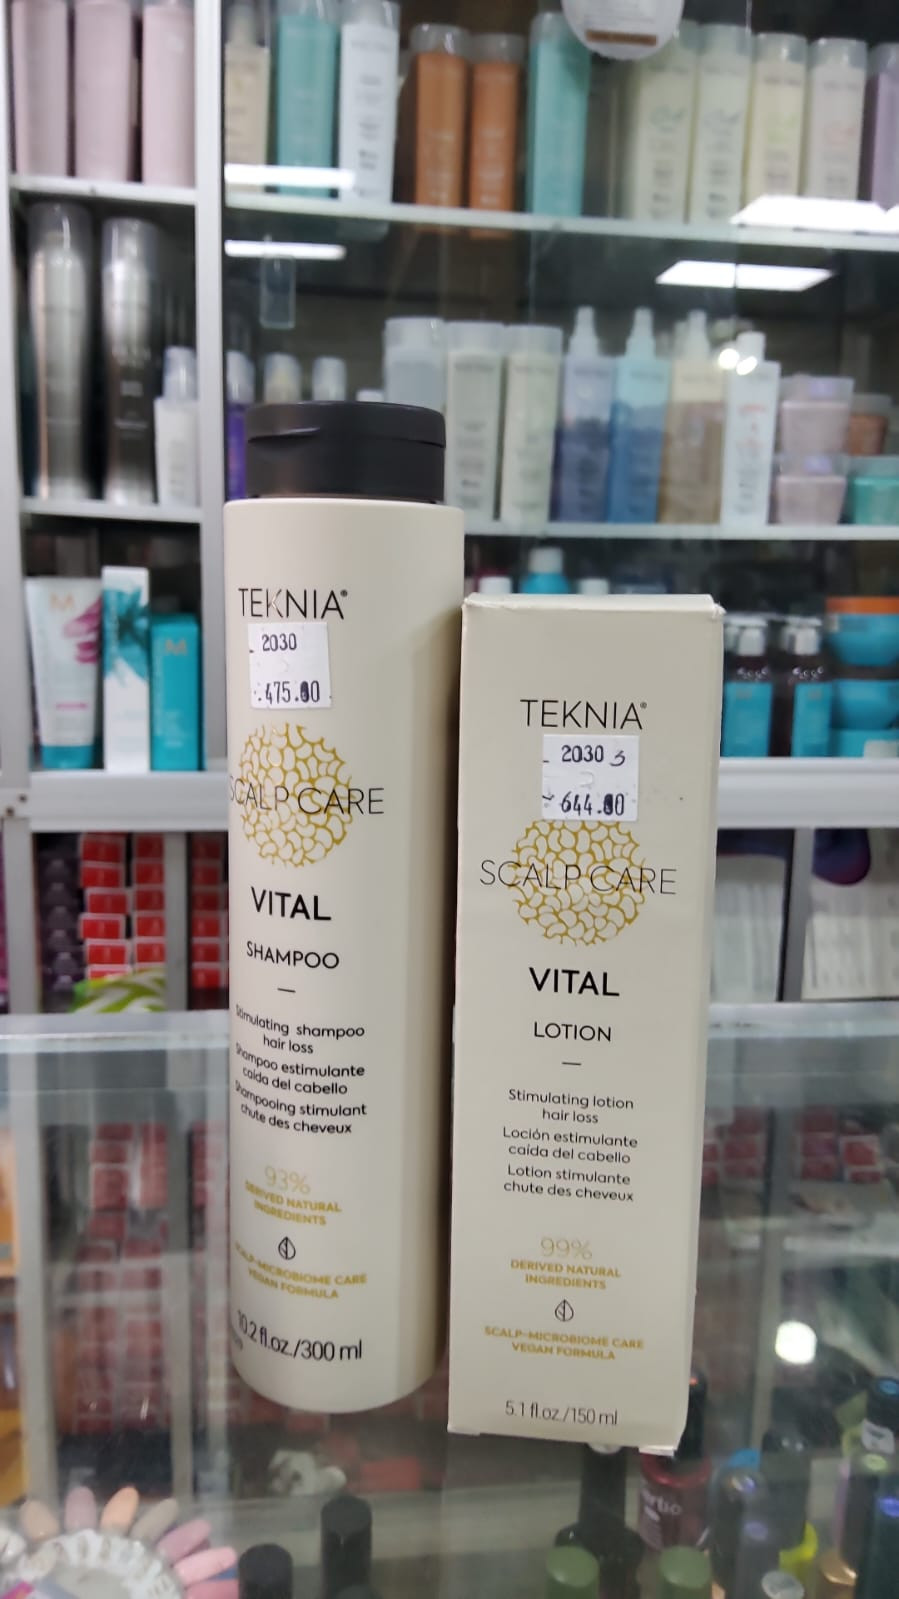 TEKNIA®
2030
475.00
SCALP CARE
VITAL
SHAMPOO
Stimulating shampoo
hair loss
Shampoo estimulante
caída del cabello
Shampooing stimulant
chute des cheveux
93%
DERIVED NATURAL
INGREDIENTS
SCALP-MICROBIOME CARE
VEGAN FORMULA
10.2 fl.oz./300 ml
TEKNIA®
2030 3
644.00
SCALP CARE
VITAL
LOTION
Stimulating lotion
hair loss
Loción estimulante
caída del cabello
Lotion stimulante
chute des cheveux
99%
DERIVED NATURAL
INGREDIENTS
SCALP-MICROBIOME CARE
VEGAN FORMULA
5.1 fl.oz./150 ml